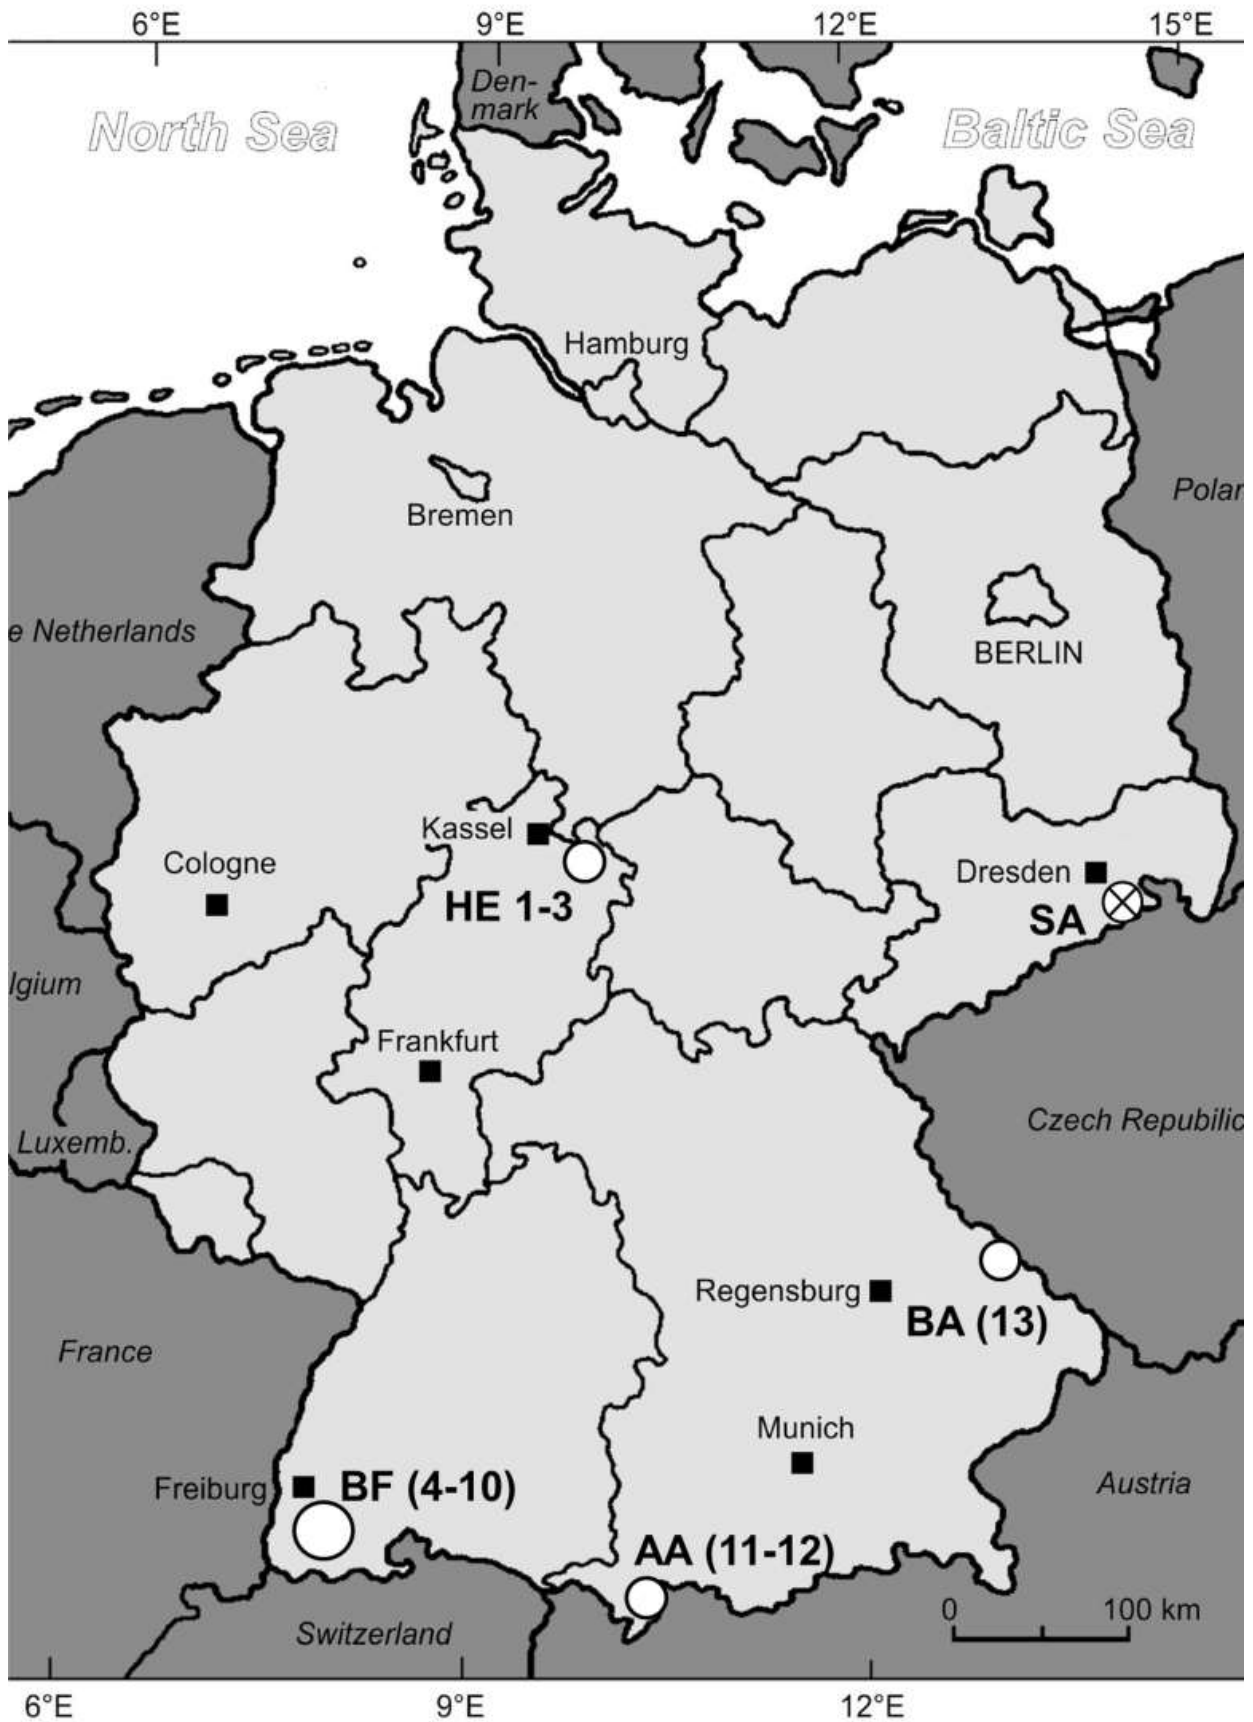 6°E 9°E 12°E 15°E
Den-
mark
North Sea
Baltic Sea
Hamburg
Polar
Bremen
e Netherlands
BERLIN
Kassel
Cologne
Dresden
HE 1-3
SA
lgium
Frankfurt
Czech Repubilic
Luxemb.
Regensburg
BA (13)
France
Munich
Freiburg
BF (4-10)
Austria
AA (11-12)
0 100 km
Switzerland
6°E 9°E 12°E